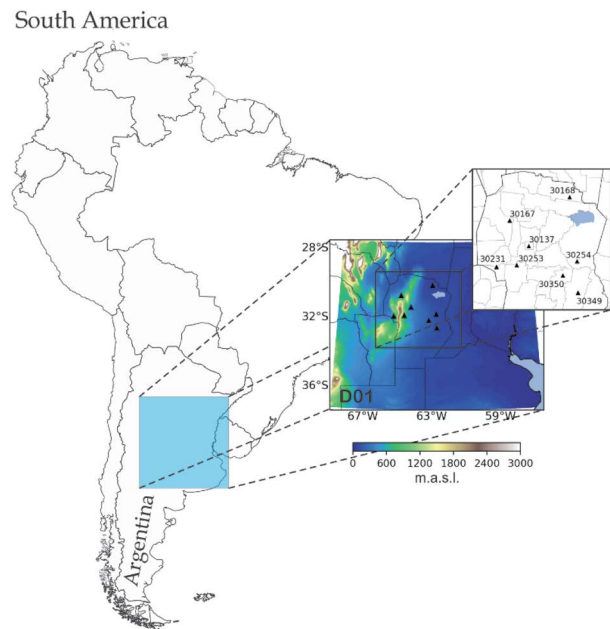 South America
30168
30167
30137
30231
30253
30254
30350
30349
28°S
32°S
36°S
D01
67°W
63°W
59°W
0
600
1200
1800
2400
3000
m.a.s.l.
Argentina